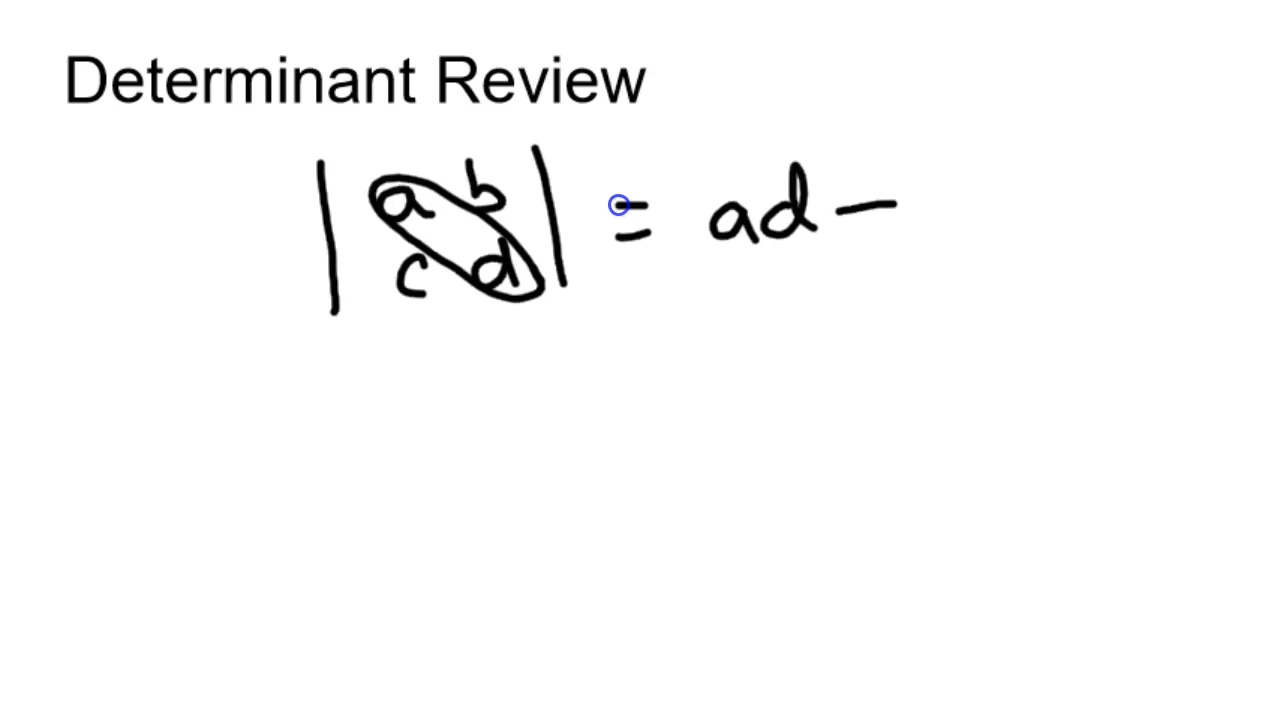 Determinant Review
| a b | = ad −
c d